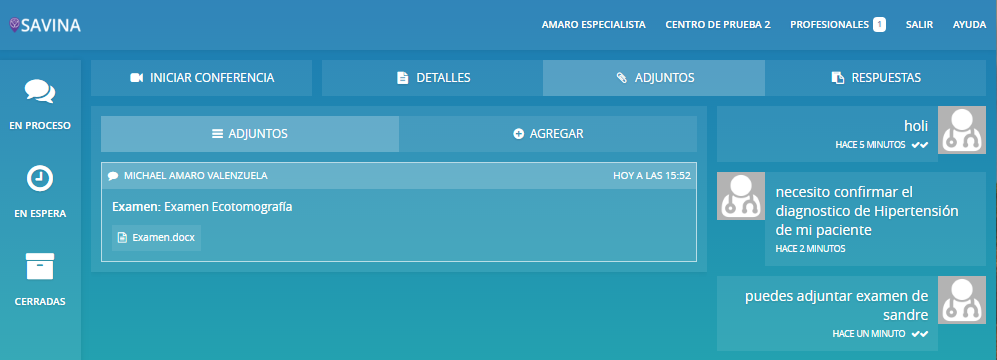 SAVINA
AMARO ESPECIALISTA
CENTRO DE PRUEBA 2
PROFESIONALES 1
SALIR
AYUDA
EN PROCESO
EN ESPERA
CERRADAS
INICIAR CONFERENCIA
DETALLES
ADJUNTOS
RESPUESTAS
ADJUNTOS
AGREGAR
MICHAEL AMARO VALENZUELA
HOY A LAS 15:52
Examen: Examen Ecotomografía
Examen.docx
holi
HACE 5 MINUTOS
necesito confirmar el
diagnostico de Hipertensión
de mi paciente
HACE 2 MINUTOS
puedes adjuntar examen de
sandre
HACE UN MINUTO